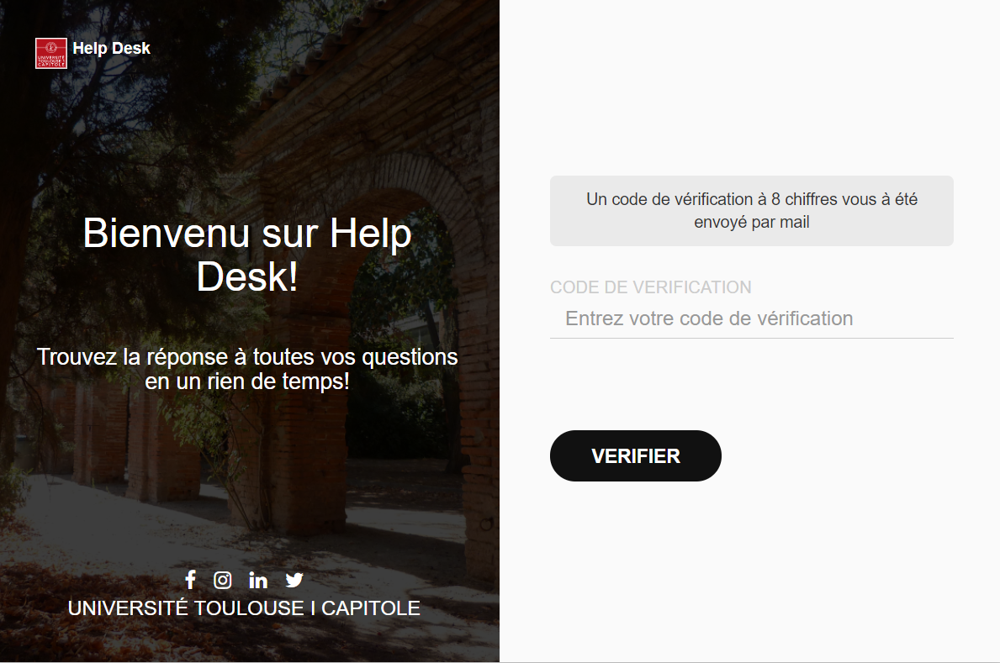 UNIVERSITÉ
TOULOUSE I
CAPITOLE
Help Desk
Bienvenu sur Help
Desk!
Trouvez la réponse à toutes vos questions
en un rien de temps!
UNIVERSITÉ TOULOUSE I CAPITOLE
Un code de vérification à 8 chiffres vous à été
envoyé par mail
CODE DE VERIFICATION
Entrez votre code de vérification
VERIFIER